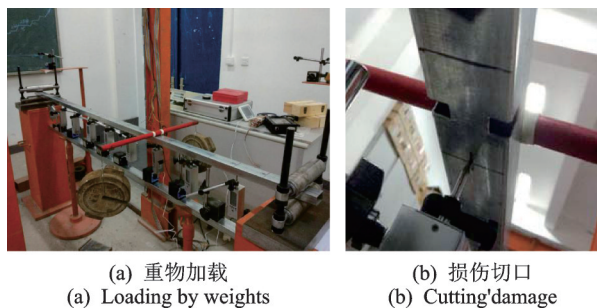 (a) 重物加载
(a) Loading by weights
(b) 损伤切口
(b) Cutting'damage